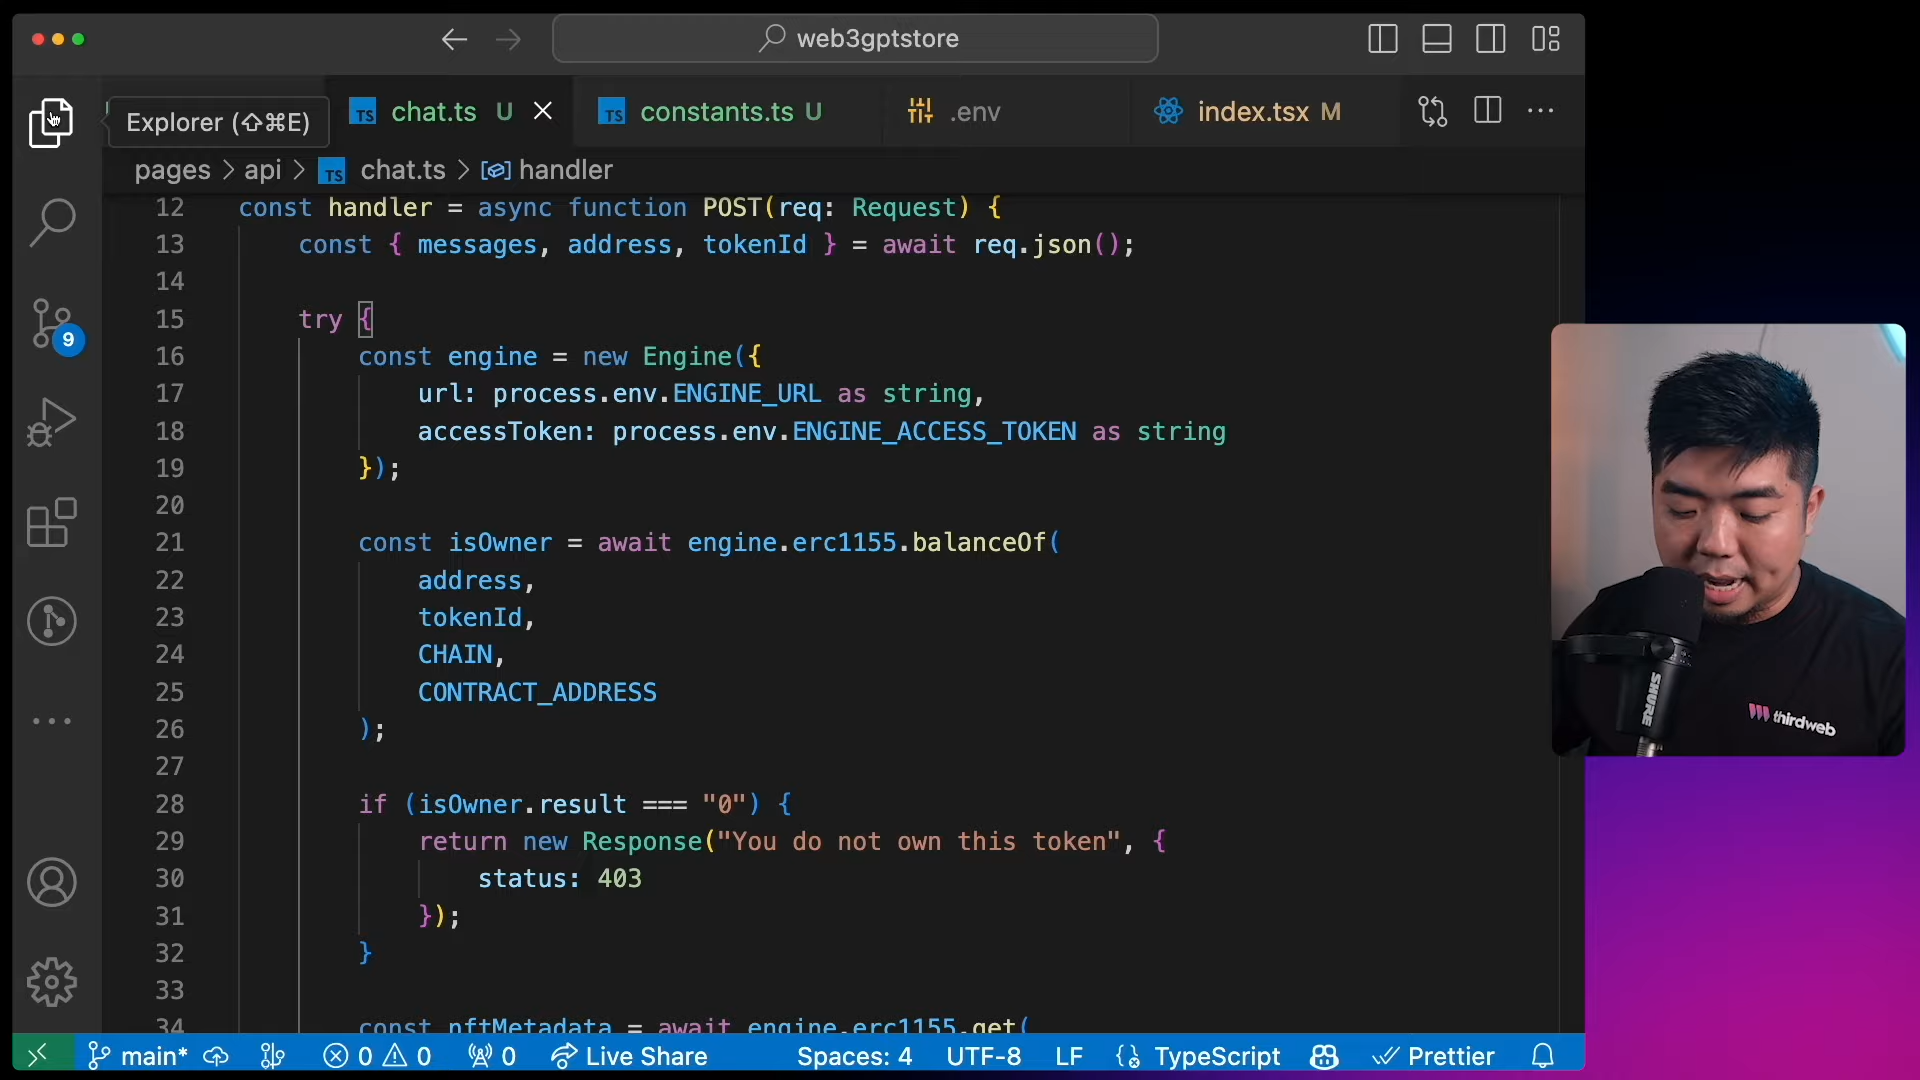 web3gptstore
Explorer (⇧⌘E)
TS chat.ts U
TS constants.ts U
.env
index.tsx M
pages > api > TS chat.ts > handler
12 const handler = async function POST(req: Request) {
13 const { messages, address, tokenId } = await req.json();
14
15 try {
16 const engine = new Engine({
17 url: process.env.ENGINE_URL as string,
18 accessToken: process.env.ENGINE_ACCESS_TOKEN as string
19 });
20
21 const isOwner = await engine.erc1155.balanceOf(
22 address,
23 tokenId,
24 CHAIN,
25 CONTRACT_ADDRESS
26 );
27
28 if (isOwner.result === "0") {
29 return new Response("You do not own this token", {
30 status: 403
31 });
32 }
33
34 const nftMetadata = await engine.erc1155.get(
9
SHURE
thirdweb
main* 0 0 0 Live Share Spaces: 4 UTF-8 LF TypeScript Prettier